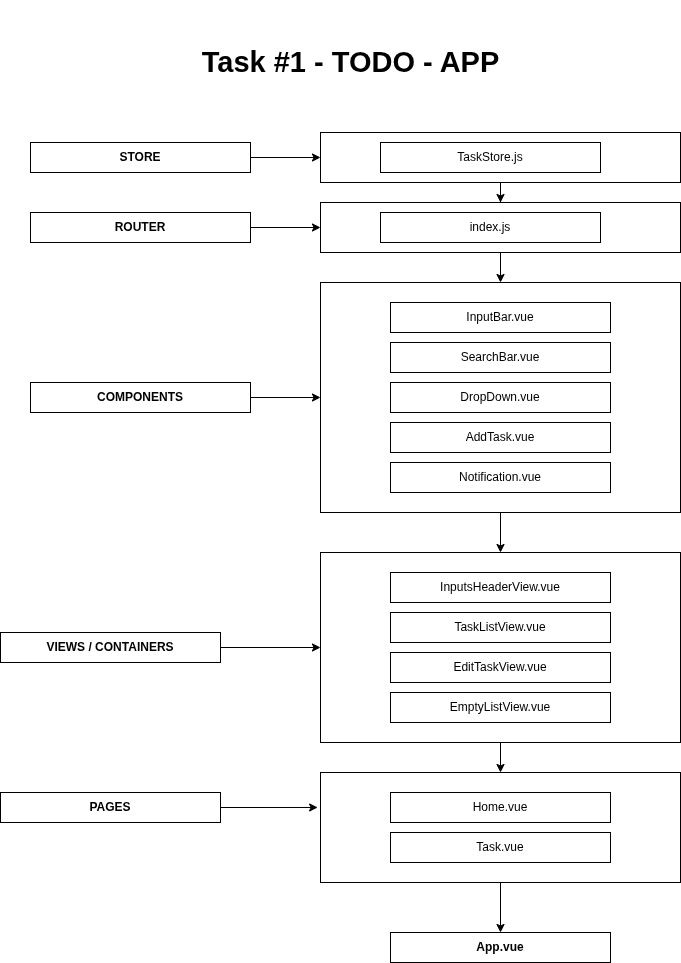 Task #1 - TODO - APP
STORE
TaskStore.js
ROUTER
index.js
COMPONENTS
InputBar.vue
SearchBar.vue
DropDown.vue
AddTask.vue
Notification.vue
VIEWS / CONTAINERS
InputsHeaderView.vue
TaskListView.vue
EditTaskView.vue
EmptyListView.vue
PAGES
Home.vue
Task.vue
App.vue